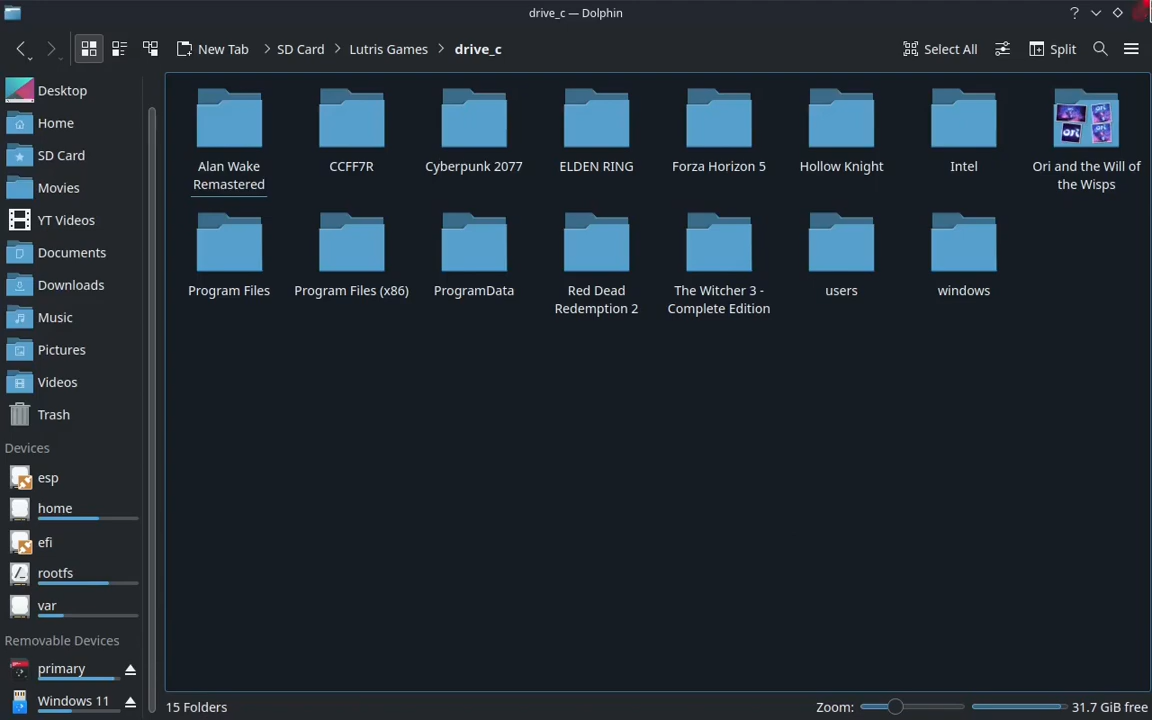 drive_c — Dolphin
New Tab > SD Card > Lutris Games > drive_c
Select All
Split
Desktop
Home
SD Card
Movies
YT Videos
Documents
Downloads
Music
Pictures
Videos
Trash
Devices
esp
home
efi
rootfs
var
Removable Devices
primary
Windows 11
Alan Wake
Remastered
CCFF7R
Cyberpunk 2077
ELDEN RING
Forza Horizon 5
Hollow Knight
Intel
ori
Ori and the Will of
the Wisps
Program Files
Program Files (x86)
ProgramData
Red Dead
Redemption 2
The Witcher 3 -
Complete Edition
users
windows
15 Folders
Zoom:
31.7 GiB free